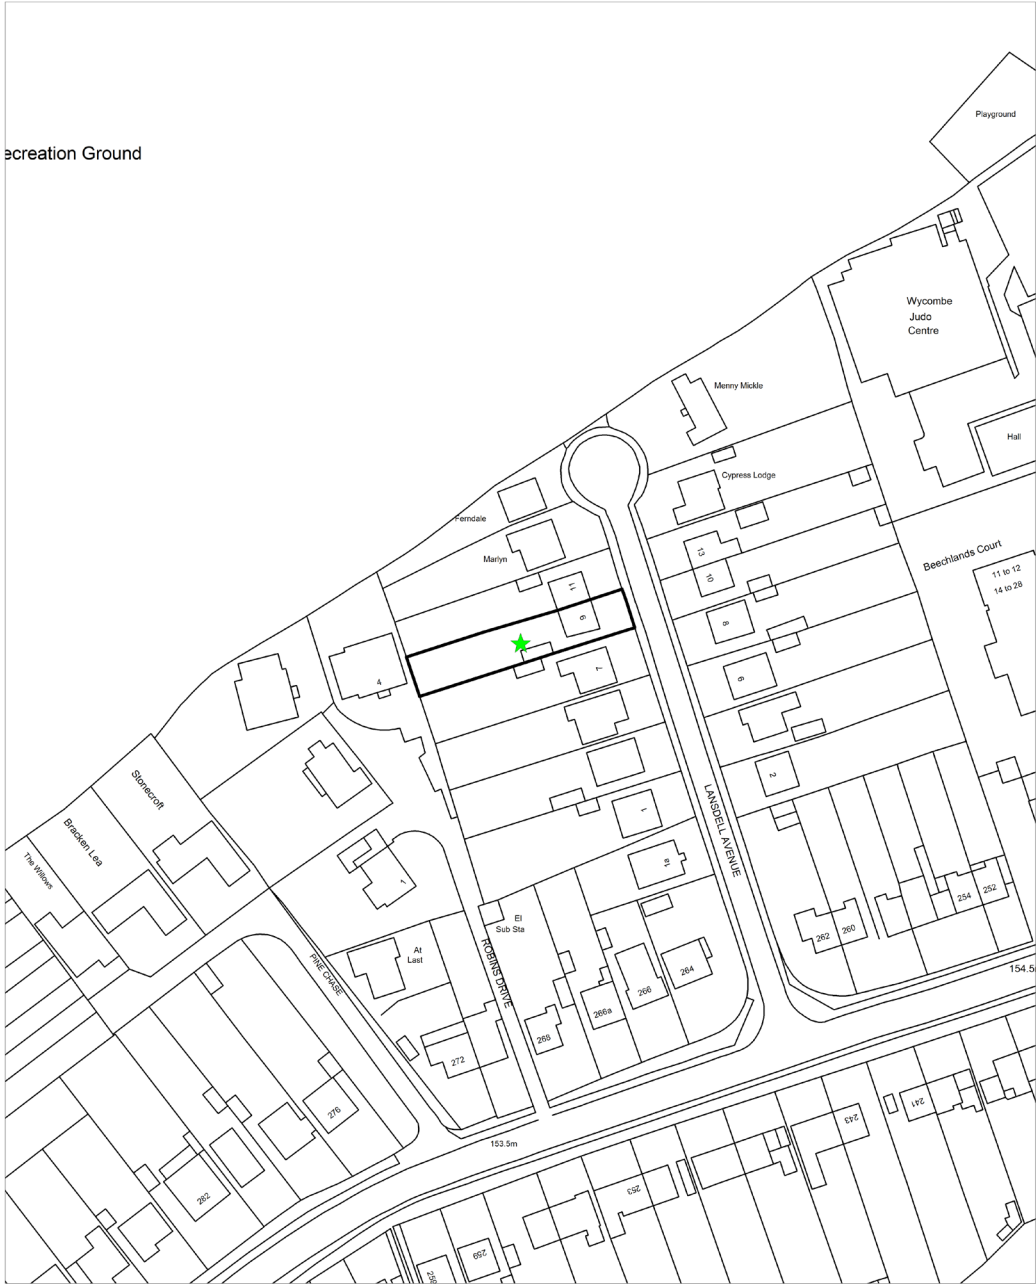 Playground
ecreation Ground
Wycombe
Judo
Centre
Menny Mickle
Hall
Cypress Lodge
Ferndale
Marlyn
13
10
Beechlands Court
11 to 12
14 to 28
11
9
8
7
6
4
2
Stonecroft
Bracken Lea
The Willows
1
LANSDELL AVENUE
1a
1
254
252
El
Sub Sta
262
260
At
Last
ROBINS DRIVE
PINE CHASE
264
266
266a
268
272
154.5
276
153.5m
241
243
253
282
259